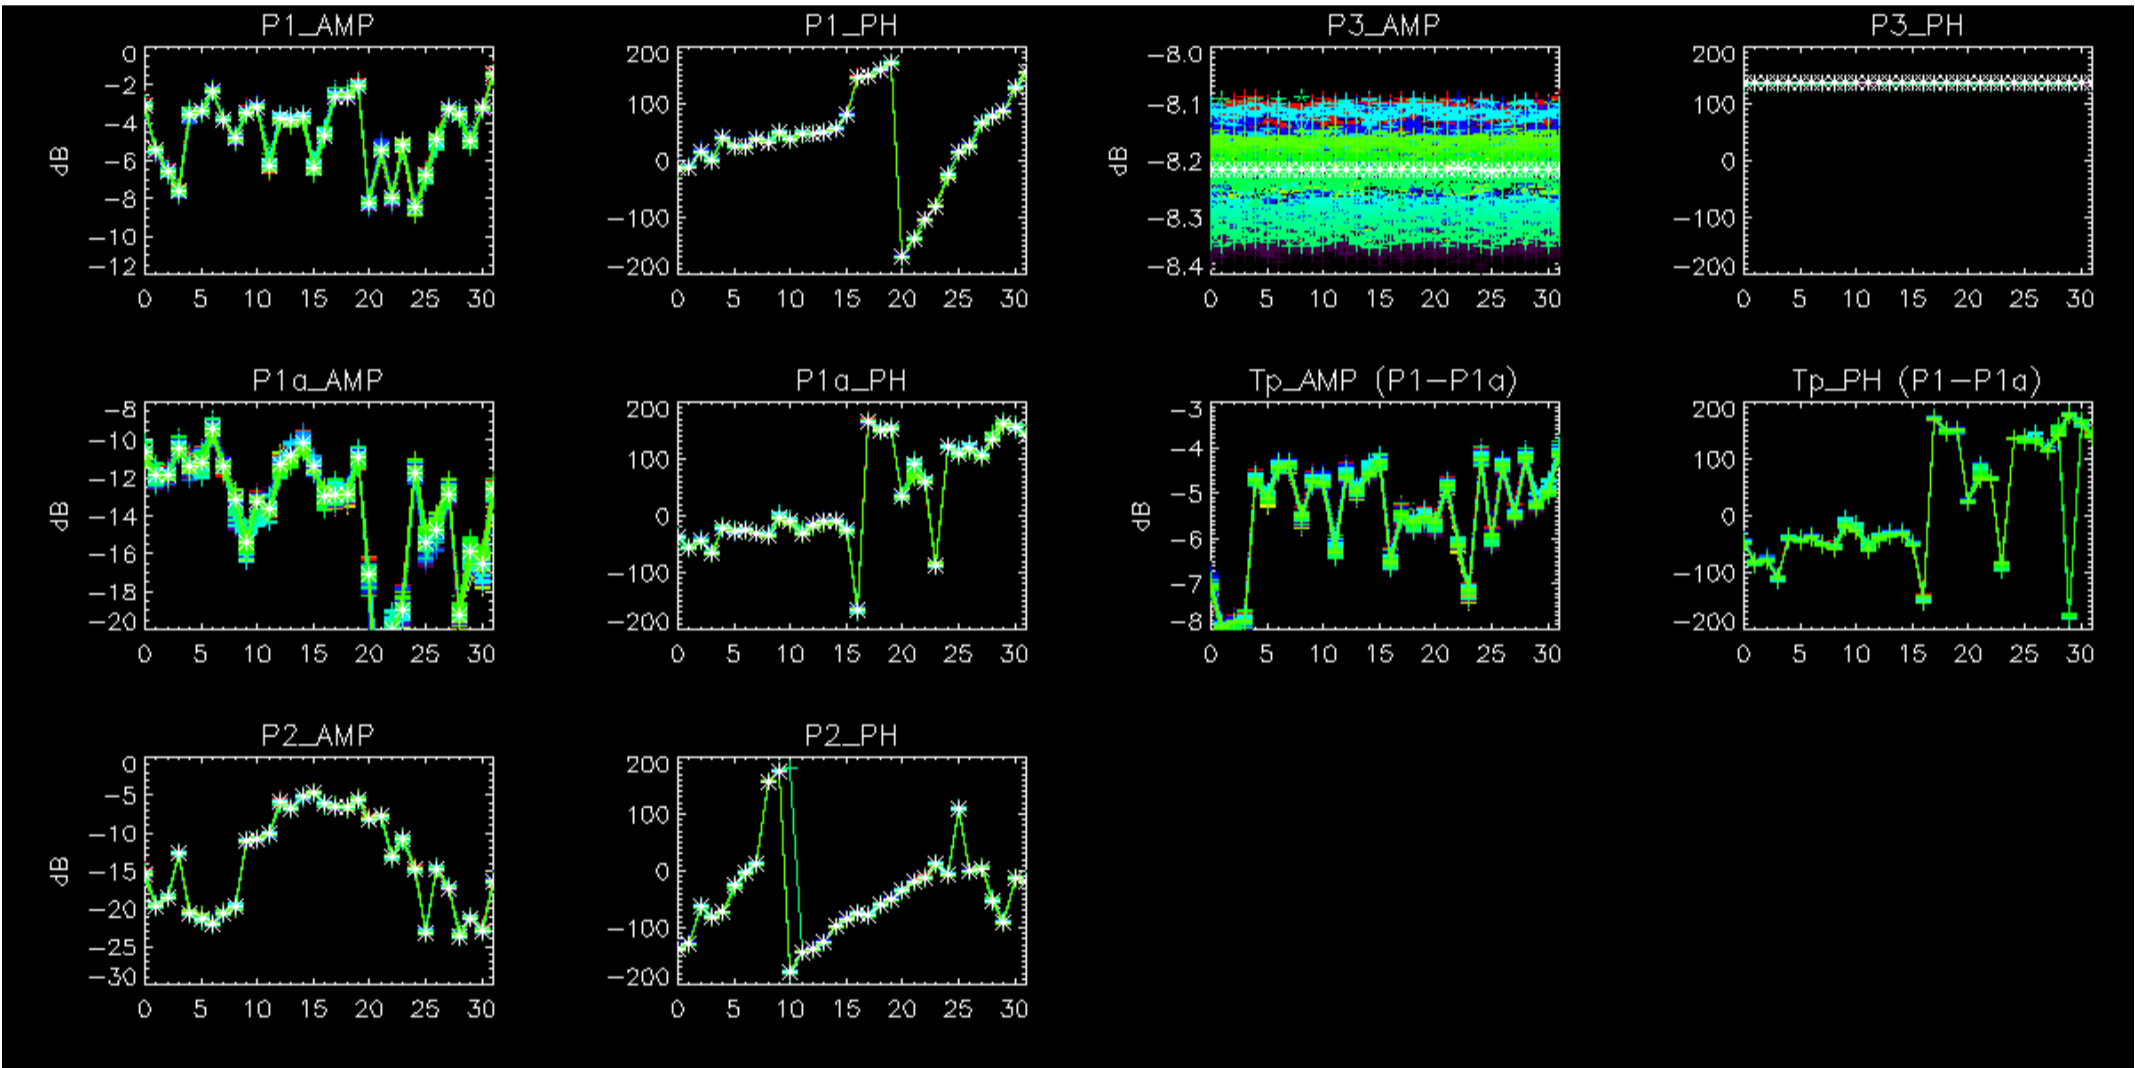 P1_AMP P1_PH P3_AMP P3_PH
0 200 -8.0 200
-2 100 -8.1 100
-4 0 -8.2 0
-6 -100 -8.3 -100
-8 -200 -8.4 -200
-10
-12
dB dB
0 5 10 15 20 25 30 0 5 10 15 20 25 30 0 5 10 15 20 25 30 0 5 10 15 20 25 30
P1a_AMP P1a_PH Tp_AMP (P1-P1a) Tp_PH (P1-P1a)
-8 200 -3 200
-10 100 -4 100
-12 0 -5 0
-14 -100 -6 -100
-16 -200 -7 -200
-18 -8
-20
dB dB
0 5 10 15 20 25 30 0 5 10 15 20 25 30 0 5 10 15 20 25 30 0 5 10 15 20 25 30
P2_AMP P2_PH
0 200
-5 100
-10 0
-15 -100
-20 -200
-25
-30
dB
0 5 10 15 20 25 30 0 5 10 15 20 25 30